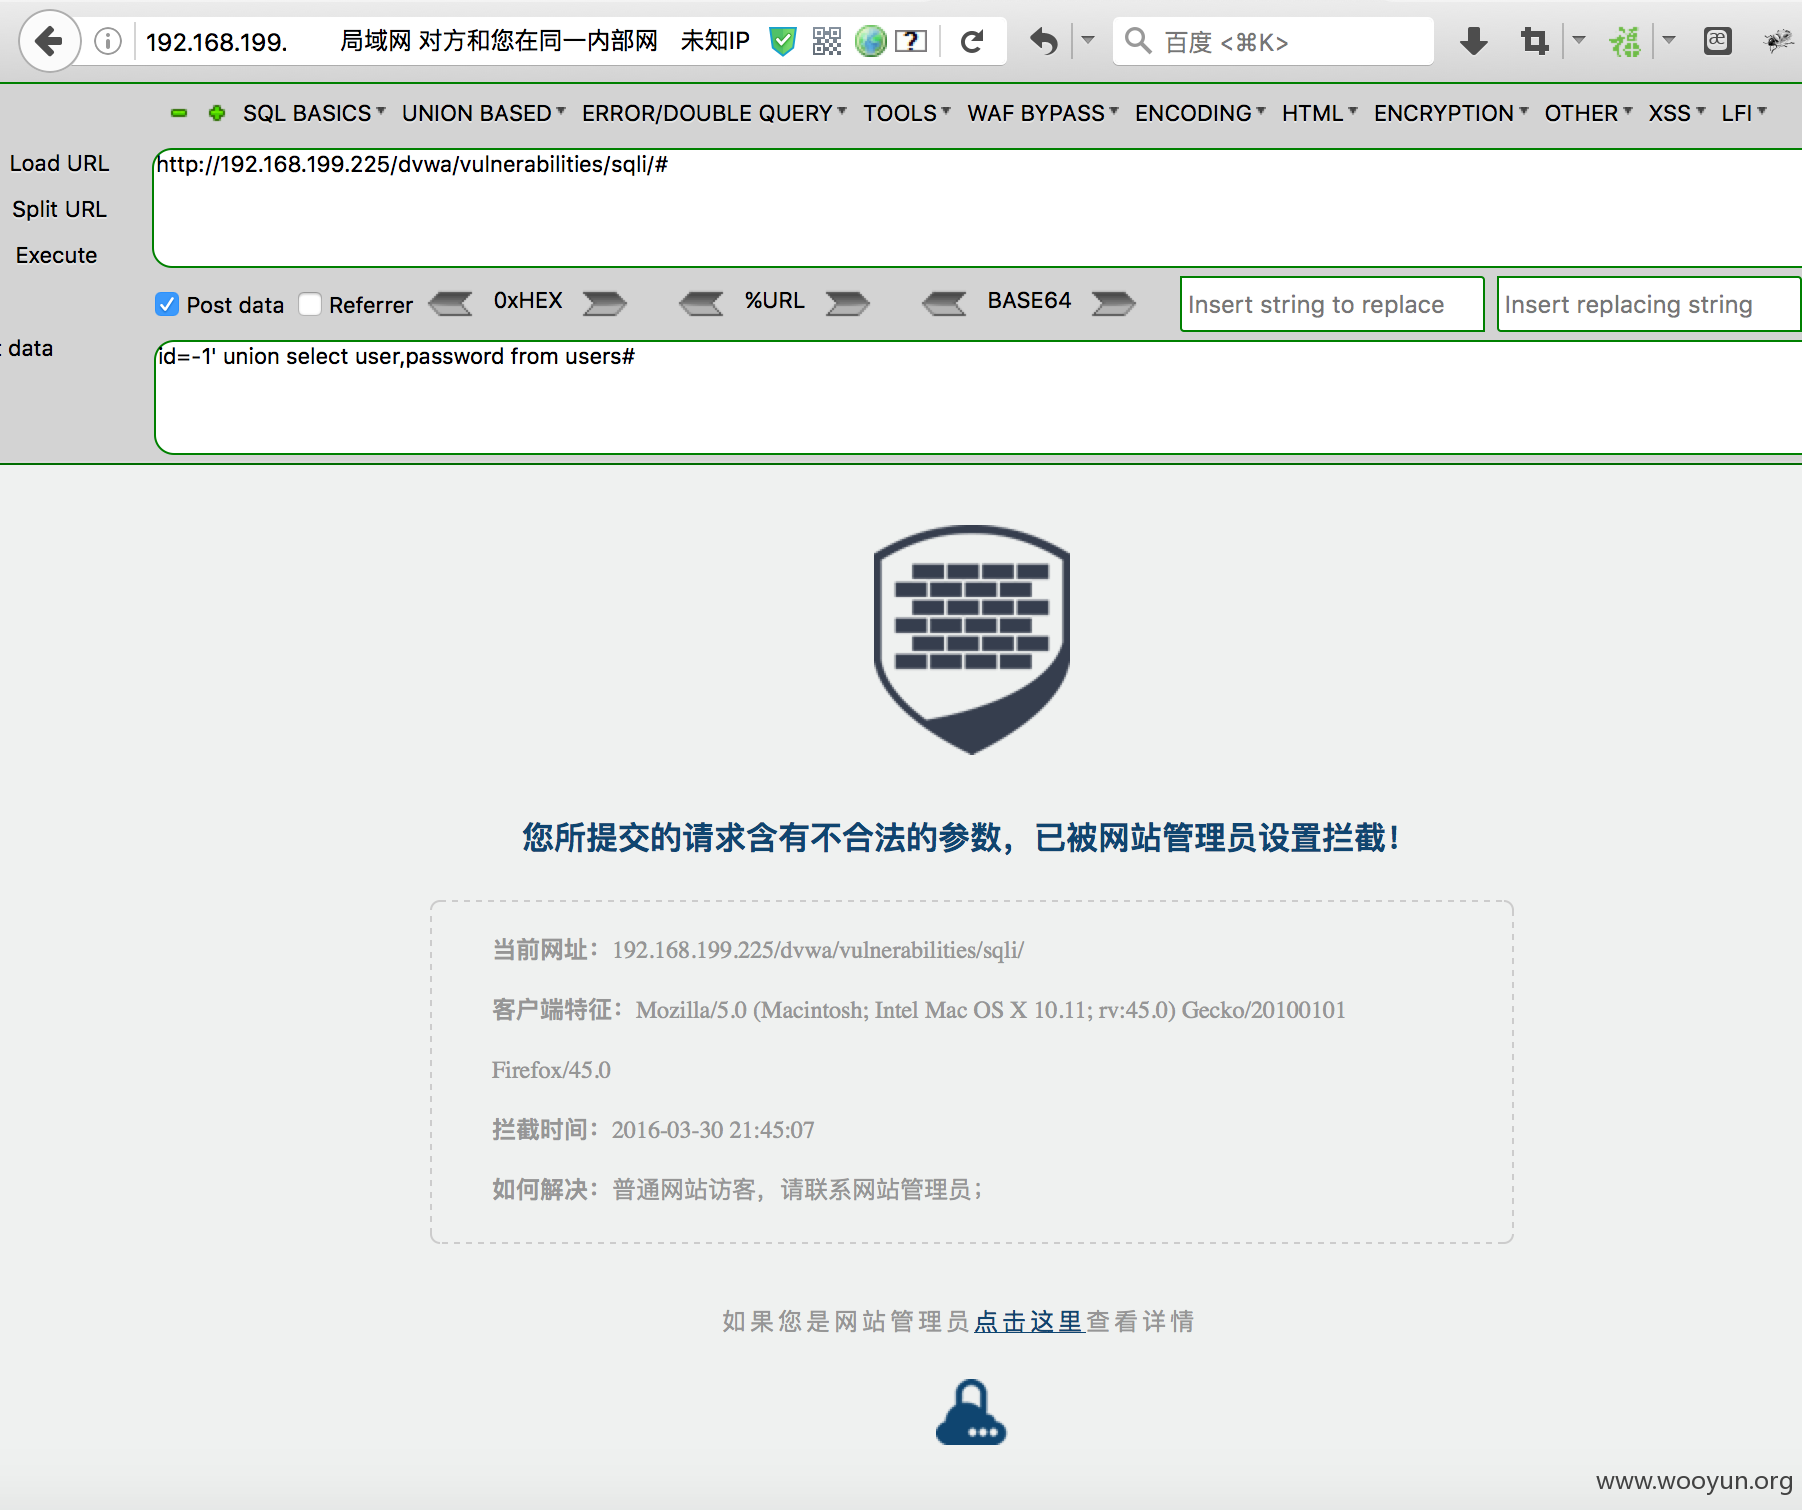 192.168.199. 局域网 对方和您在同一内部网 未知IP 百度 <⌘K>
SQL BASICS UNION BASED ERROR/DOUBLE QUERY TOOLS WAF BYPASS ENCODING HTML ENCRYPTION OTHER XSS LFI
Load URL http://192.168.199.225/dvwa/vulnerabilities/sqli/#
Split URL
Execute
Post data Referrer 0xHEX %URL BASE64 Insert string to replace Insert replacing string
t data id=-1' union select user,password from users#
您所提交的请求含有不合法的参数，已被网站管理员设置拦截！
当前网址：192.168.199.225/dvwa/vulnerabilities/sqli/
客户端特征：Mozilla/5.0 (Macintosh; Intel Mac OS X 10.11; rv:45.0) Gecko/20100101
Firefox/45.0
拦截时间：2016-03-30 21:45:07
如何解决：普通网站访客，请联系网站管理员；
如果您是网站管理员点击这里查看详情
www.wooyun.org